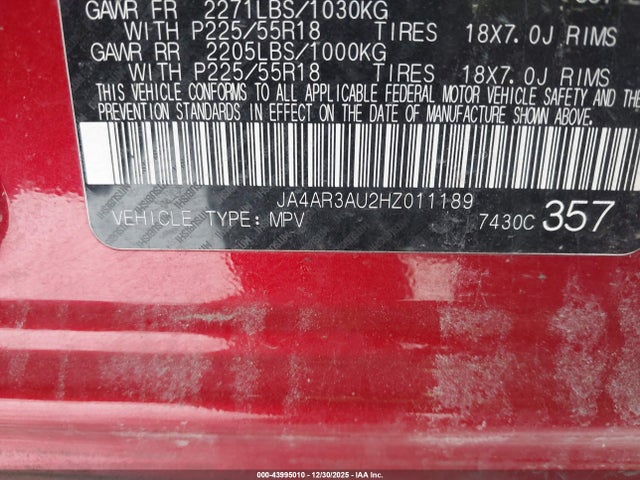 GAWR FR 2271LBS/1030KG
WITH P225/55R18 TIRES 18X7.0J RIMS
GAWR RR 2205LBS/1000KG
WITH P225/55R18 TIRES 18X7.0J RIMS
THIS VEHICLE CONFORMS TO ALL APPLICABLE FEDERAL MOTOR VEHICLE SAFETY AND THE
PREVENTION STANDARDS IN EFFECT ON THE DATE OF MANUFACTURE SHOWN ABOVE.
JA4AR3AU2HZ011189
VEHICLE TYPE: MPV 7430C 357
000-43995010 - 12/30/2025 - IAA Corp.